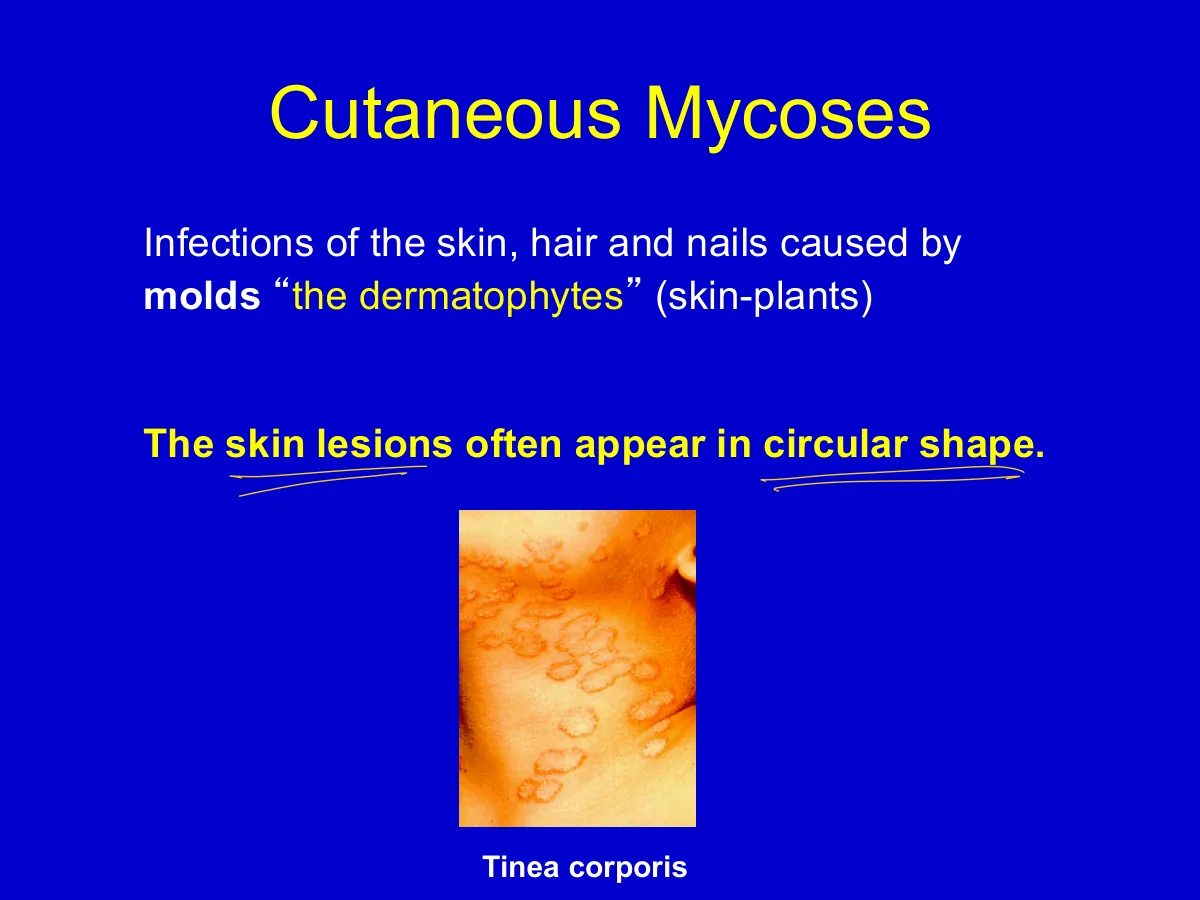 Cutaneous Mycoses
Infections of the skin, hair and nails caused by
molds “the dermatophytes” (skin-plants)
The skin lesions often appear in circular shape.
Tinea corporis